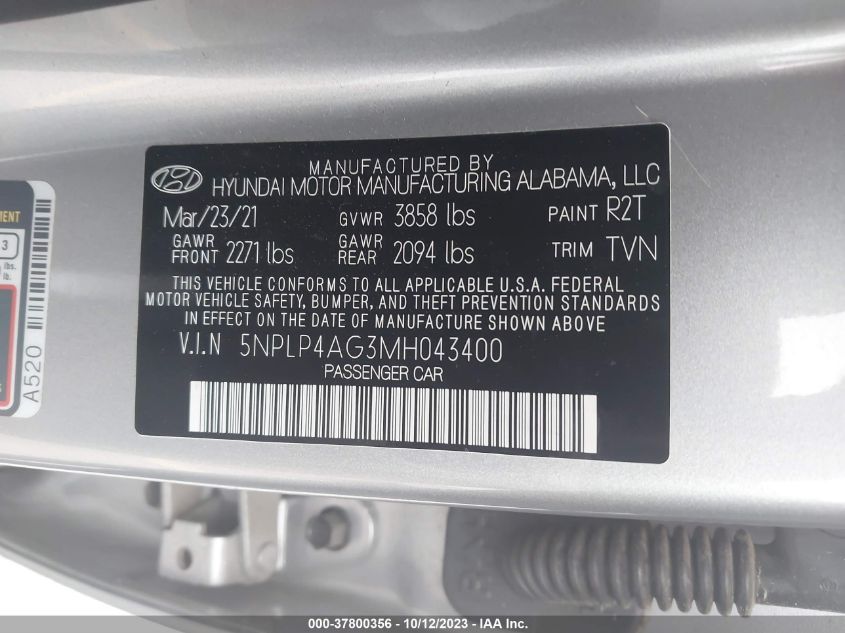 MANUFACTURED BY
HYUNDAI MOTOR MANUFACTURING ALABAMA, LLC
Mar/23/21 GVWR 3858 lbs PAINT R2T
GAWR FRONT 2271 lbs GAWR REAR 2094 lbs TRIM TVN
THIS VEHICLE CONFORMS TO ALL APPLICABLE U.S.A. FEDERAL
MOTOR VEHICLE SAFETY, BUMPER, AND THEFT PREVENTION STANDARDS
IN EFFECT ON THE DATE OF MANUFACTURE SHOWN ABOVE
V.I.N 5NPLP4AG3MH043400
PASSENGER CAR
3
lbs.
lb.
A520
000-37800356 - 10/12/2023 - IAA Inc.